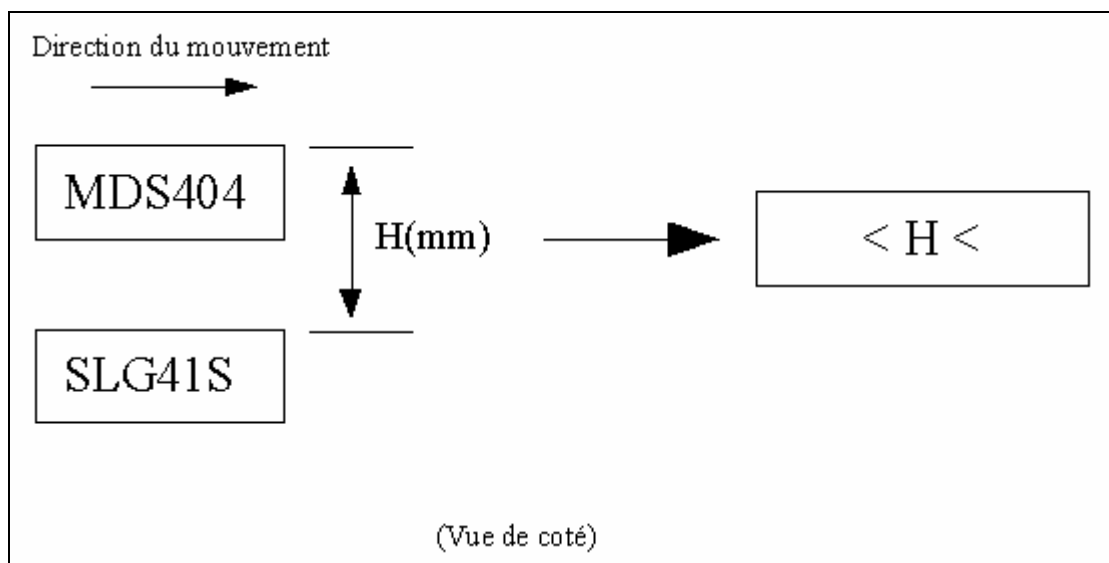 Direction du mouvement
MDS404
H(mm)
< H <
SLG41S
(Vue de coté)